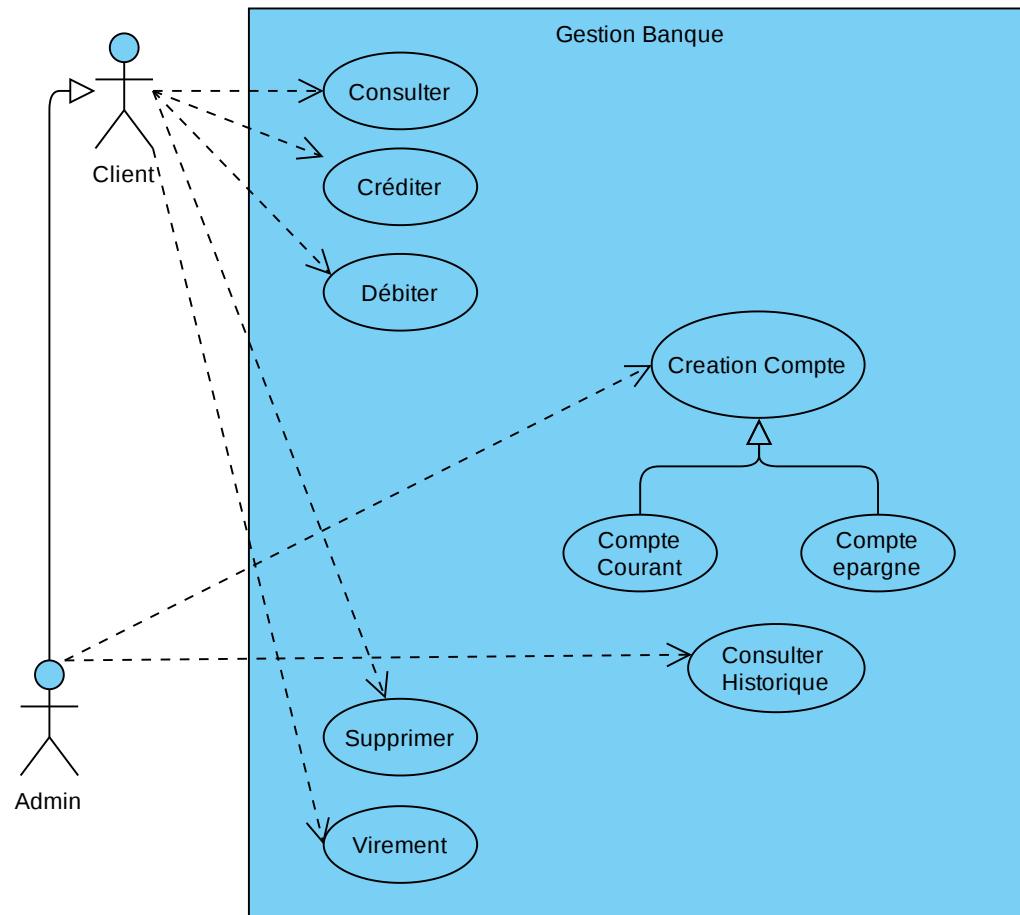 Gestion Banque
Consulter
Client
Créditer
Débiter
Creation Compte
Compte
Courant
Compte
epargne
Consulter
Historique
Supprimer
Admin
Virement